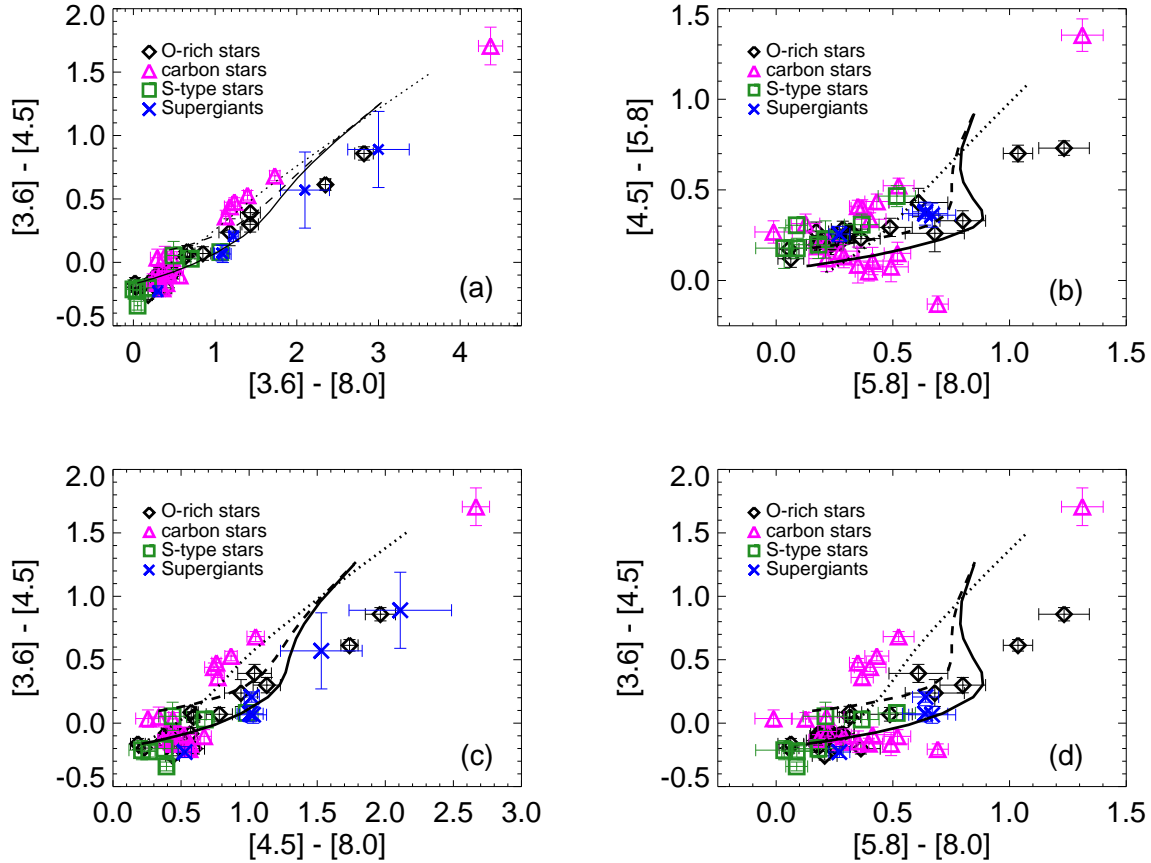 2.0
1.5
1.0
0.5
0.0
-0.5
[3.6] - [4.5]
O-rich stars
carbon stars
S-type stars
Supergiants
(a)
0 1 2 3 4
[3.6] - [8.0]
1.5
1.0
0.5
0.0
[4.5] - [5.8]
O-rich stars
carbon stars
S-type stars
Supergiants
(b)
0.0 0.5 1.0 1.5
[5.8] - [8.0]
2.0
1.5
1.0
0.5
0.0
-0.5
[3.6] - [4.5]
O-rich stars
carbon stars
S-type stars
Supergiants
(c)
0.0 0.5 1.0 1.5 2.0 2.5 3.0
[4.5] - [8.0]
2.0
1.5
1.0
0.5
0.0
-0.5
[3.6] - [4.5]
O-rich stars
carbon stars
S-type stars
Supergiants
(d)
0.0 0.5 1.0 1.5
[5.8] - [8.0]